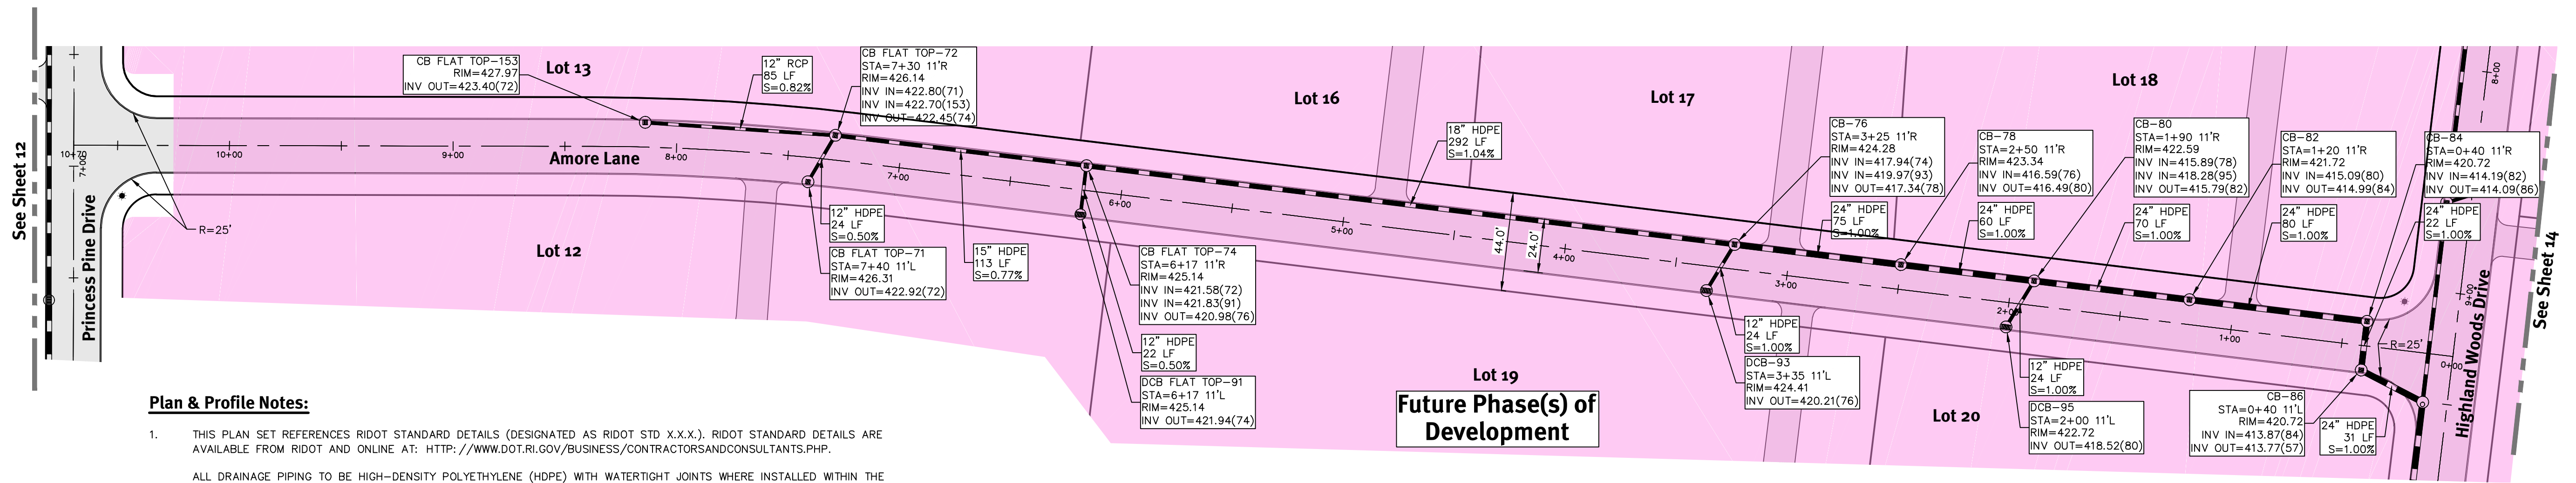 See Sheet 12
Princess Pine Drive
10+70
7+00
R=25'
10+00
9+00
8+00
7+00
6+00
5+00
4+00
3+00
2+00
1+00
0+00
Amore Lane
Lot 13
Lot 12
Lot 16
Lot 17
Lot 18
Lot 19
Lot 20
CB FLAT TOP-153
RIM=427.97
INV OUT=423.40(72)
12" RCP
85 LF
S=0.82%
CB FLAT TOP-72
STA=7+30 11'R
RIM=426.14
INV IN=422.80(71)
INV IN=422.70(153)
INV OUT=422.45(74)
12" HDPE
24 LF
S=0.50%
CB FLAT TOP-71
STA=7+40 11'L
RIM=426.31
INV OUT=422.92(72)
15" HDPE
113 LF
S=0.77%
CB FLAT TOP-74
STA=6+17 11'R
RIM=425.14
INV IN=421.58(72)
INV IN=421.83(91)
INV OUT=420.98(76)
12" HDPE
22 LF
S=0.50%
DCB FLAT TOP-91
STA=6+17 11'L
RIM=425.14
INV OUT=421.94(74)
18" HDPE
292 LF
S=1.04%
44.0'
24.0'
CB-76
STA=3+25 11'R
RIM=424.28
INV IN=417.94(74)
INV IN=419.97(93)
INV OUT=417.34(78)
24" HDPE
75 LF
S=1.00%
12" HDPE
24 LF
S=1.00%
DCB-93
STA=3+35 11'L
RIM=424.41
INV OUT=420.21(76)
CB-78
STA=2+50 11'R
RIM=423.34
INV IN=416.59(76)
INV OUT=416.49(80)
24" HDPE
60 LF
S=1.00%
CB-80
STA=1+90 11'R
RIM=422.59
INV IN=415.89(78)
INV IN=418.28(95)
INV OUT=415.79(82)
24" HDPE
70 LF
S=1.00%
12" HDPE
24 LF
S=1.00%
DCB-95
STA=2+00 11'L
RIM=422.72
INV OUT=418.52(80)
CB-82
STA=1+20 11'R
RIM=421.72
INV IN=415.09(80)
INV OUT=414.99(84)
24" HDPE
80 LF
S=1.00%
CB-84
STA=0+40 11'R
RIM=420.72
INV IN=414.19(82)
INV OUT=414.09(86)
24" HDPE
22 LF
S=1.00%
R=25'
CB-86
STA=0+40 11'L
RIM=420.72
INV IN=413.87(84)
INV OUT=413.77(57)
24" HDPE
31 LF
S=1.00%
8+00
9+00
Highland Woods Drive
See Sheet 14
Future Phase(s) of
Development
Plan & Profile Notes:
1. THIS PLAN SET REFERENCES RIDOT STANDARD DETAILS (DESIGNATED AS RIDOT STD X.X.X.). RIDOT STANDARD DETAILS ARE
AVAILABLE FROM RIDOT AND ONLINE AT: HTTP://WWW.DOT.RI.GOV/BUSINESS/CONTRACTORSANDCONSULTANTS.PHP.
ALL DRAINAGE PIPING TO BE HIGH-DENSITY POLYETHYLENE (HDPE) WITH WATERTIGHT JOINTS WHERE INSTALLED WITHIN THE